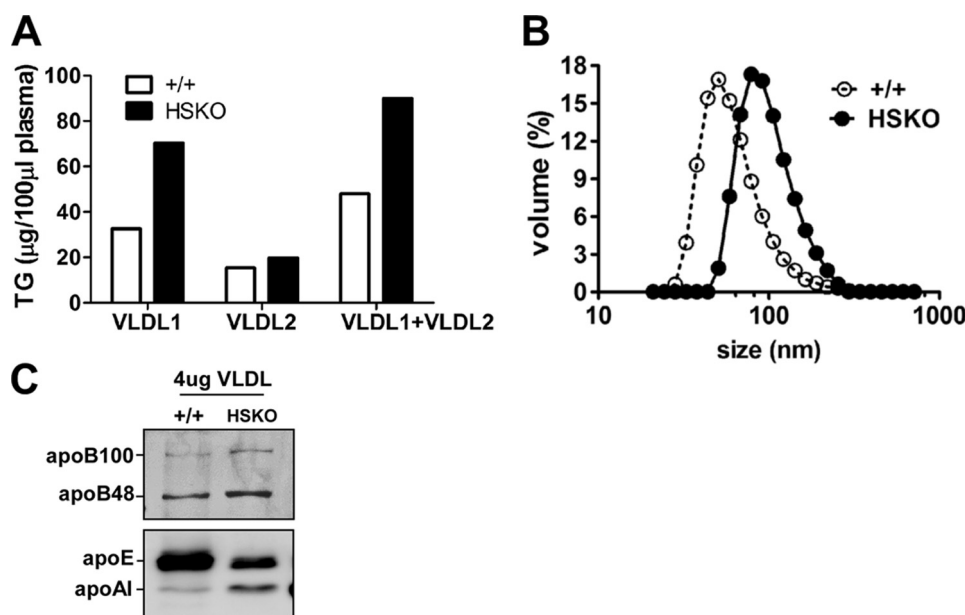 A
TG (µg/100µl plasma)
100
80
60
40
20
0
+/+
HSKO
VLDL1
VLDL2
VLDL1+VLDL2
B
volume (%)
18
15
12
9
6
3
0
+/+
HSKO
10
100
1000
size (nm)
C
4ug VLDL
+/+ HSKO
apoB100
apoB48
apoE
apoAI